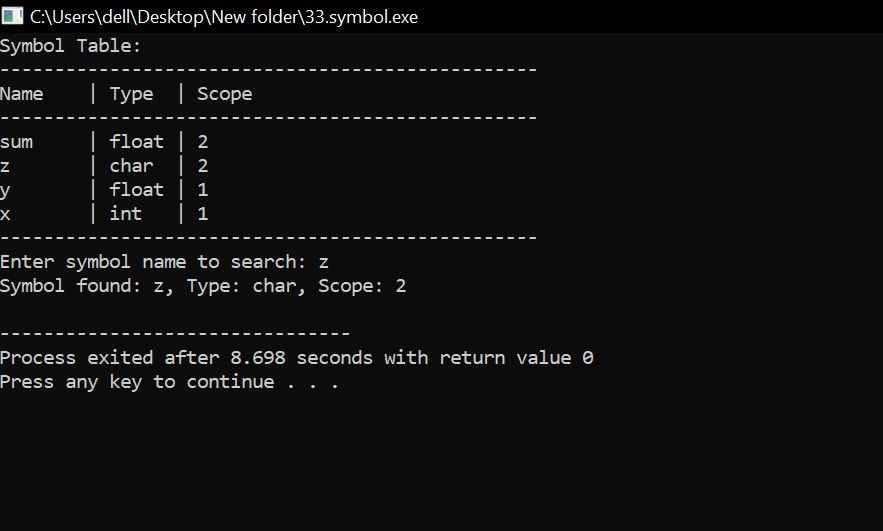 C:\Users\dell\Desktop\New folder\33.symbol.exe
Symbol Table:
-------------------------------------------------
Name    | Type  | Scope
-------------------------------------------------
sum     | float | 2
z       | char  | 2
y       | float | 1
x       | int   | 1
-------------------------------------------------
Enter symbol name to search: z
Symbol found: z, Type: char, Scope: 2
--------------------------------
Process exited after 8.698 seconds with return value 0
Press any key to continue . . .